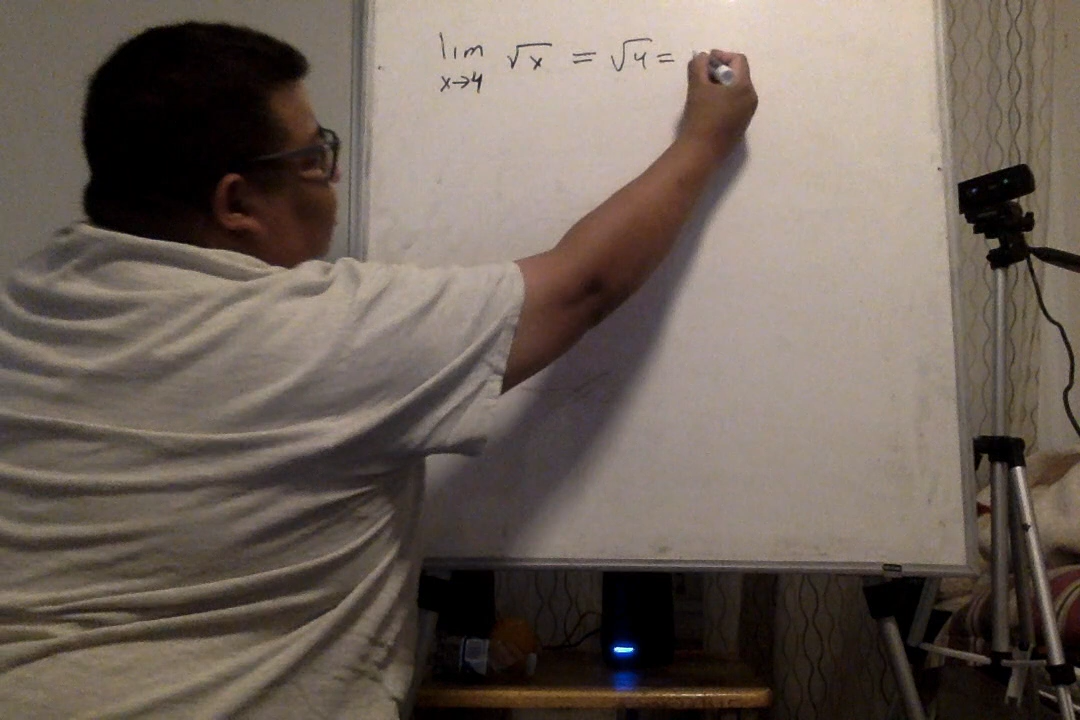 lim √x = √4 =
x→4